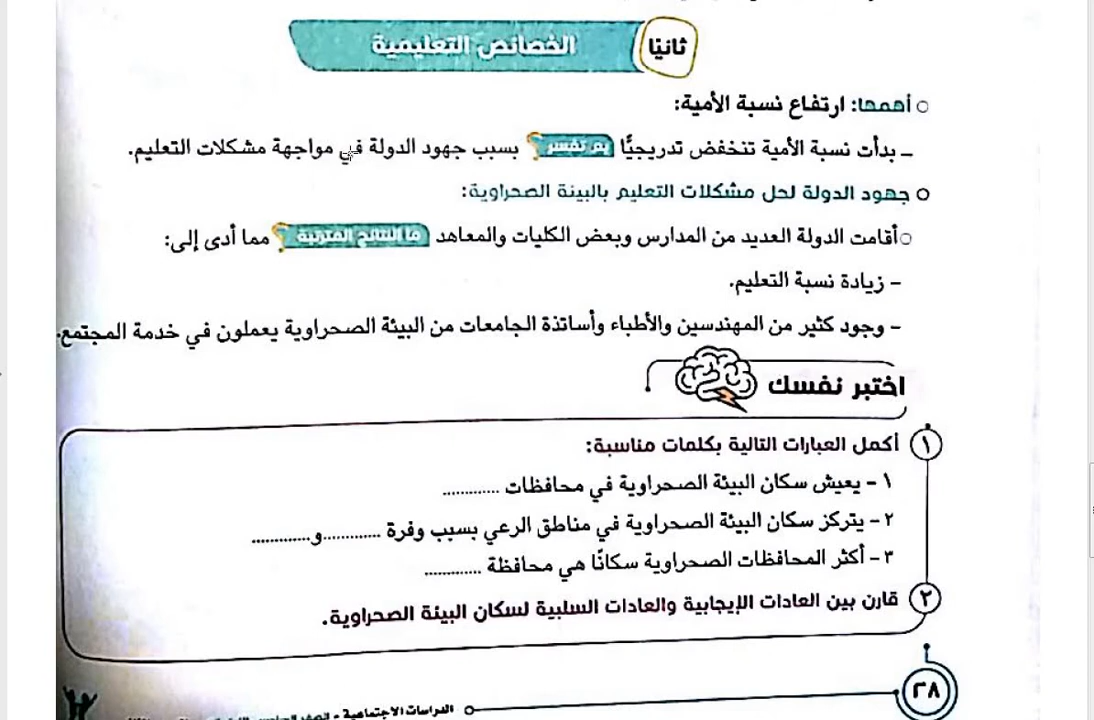 ثانيًا
الخصائص التعليمية
○ أهمها: ارتفاع نسبة الأمية:
– بدأت نسبة الأمية تنخفض تدريجيًّا بم تفسر؟ بسبب جهود الدولة في مواجهة مشكلات التعليم.
○ جهود الدولة لحل مشكلات التعليم بالبيئة الصحراوية:
○ أقامت الدولة العديد من المدارس وبعض الكليات والمعاهد ما النتائج المترتبة؟ مما أدى إلى:
- زيادة نسبة التعليم.
- وجود كثير من المهندسين والأطباء وأساتذة الجامعات من البيئة الصحراوية يعملون في خدمة المجتمع.
اختبر نفسك
١ أكمل العبارات التالية بكلمات مناسبة:
١ - يعيش سكان البيئة الصحراوية في محافظات .............
٢ - يتركز سكان البيئة الصحراوية في مناطق الرعي بسبب وفرة .............و.............
٣ - أكثر المحافظات الصحراوية سكانًا هي محافظة .............
٢ قارن بين العادات الإيجابية والعادات السلبية لسكان البيئة الصحراوية.
٢٨
الدراسات الاجتماعية - الصف